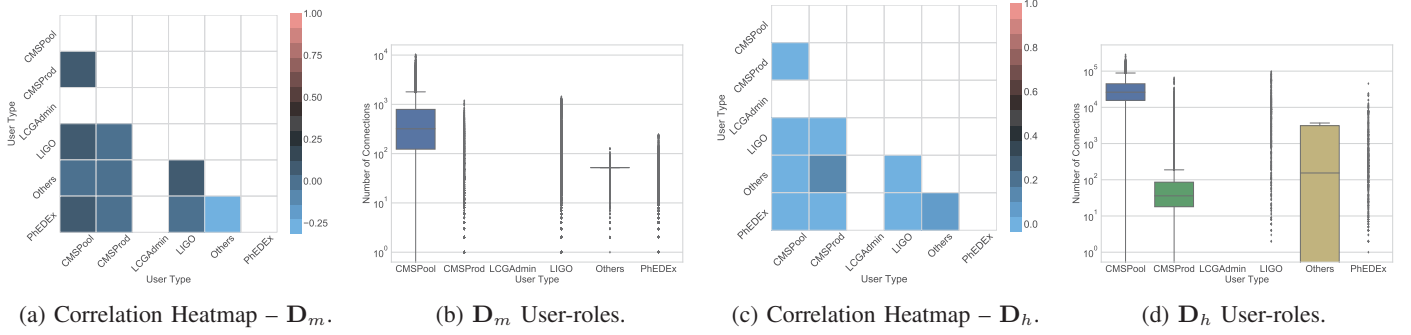 CMSPool
CMSProd
LCGAdmin
LIGO
Others
PhEDEx
User Type
CMSPool
CMSProd
LCGAdmin
LIGO
Others
PhEDEx
User Type
1.00
0.75
0.50
0.25
0.00
−0.25
(a) Correlation Heatmap – Dm.
Number of Connections
10^4
10^3
10^2
10^1
10^0
CMSPool CMSProd LCGAdmin LIGO Others PhEDEx
User Type
(b) Dm User-roles.
CMSPool
CMSProd
LCGAdmin
LIGO
Others
PhEDEx
User Type
CMSPool
CMSProd
LCGAdmin
LIGO
Others
PhEDEx
User Type
1.0
0.8
0.6
0.4
0.2
0.0
(c) Correlation Heatmap – Dh.
Number of Connections
10^5
10^4
10^3
10^2
10^1
10^0
CMSPool CMSProd LCGAdmin LIGO Others PhEDEx
User Type
(d) Dh User-roles.